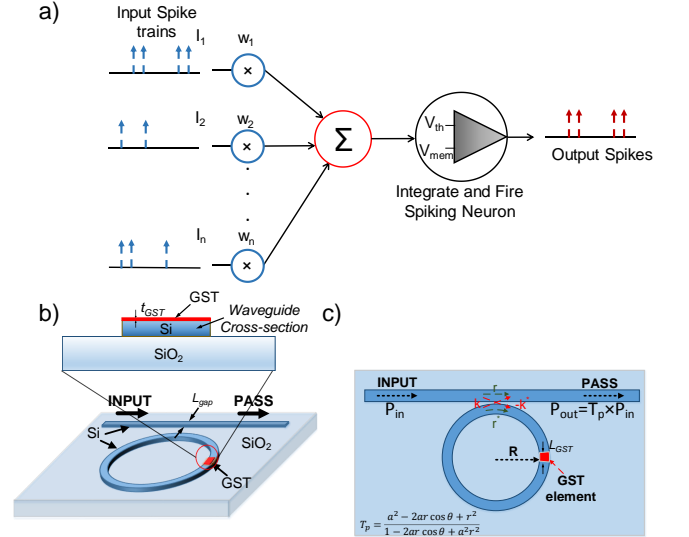 a)
Input Spike
trains
I1
w1
×
I2
w2
×
.
.
.
In
wn
×
Σ
Vth
Vmem
Integrate and Fire
Spiking Neuron
Output Spikes
b)
tGST
GST
Si
Waveguide
Cross-section
SiO2
INPUT
PASS
Lgap
Si
SiO2
GST
c)
INPUT
PASS
Pin
r
k
-k*
r*
Pout=Tp×Pin
R
LGST
GST
element
Tp = a² − 2ar cos θ + r² / 1 − 2ar cos θ + a²r²